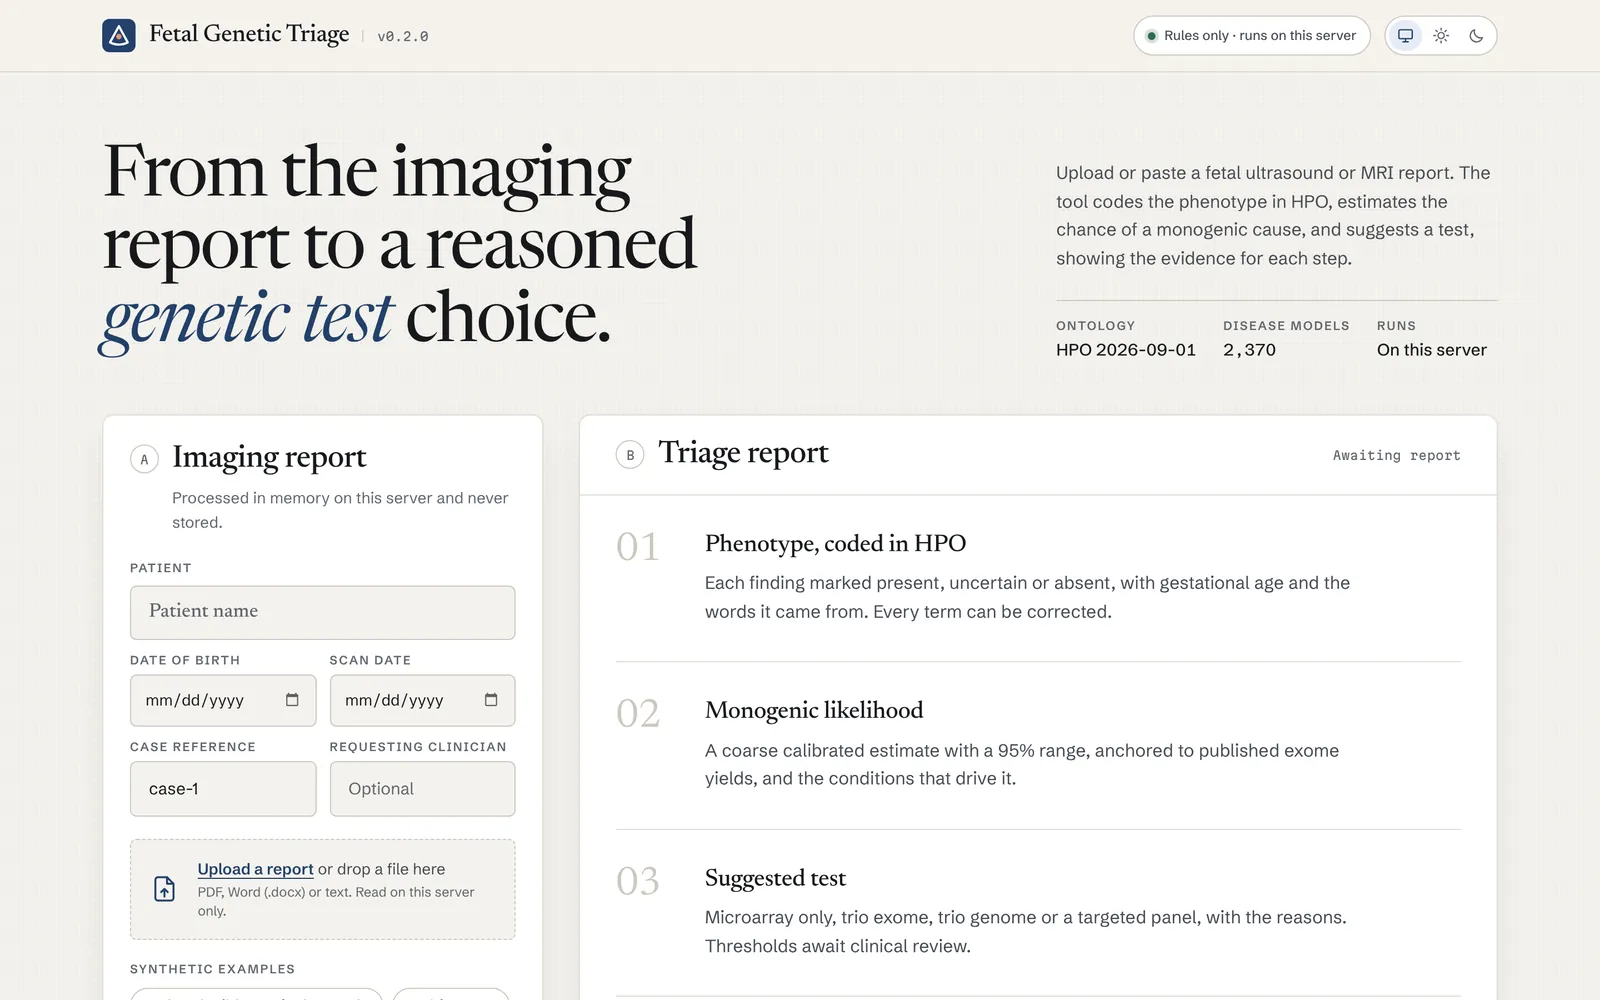 Fetal Genetic Triage
v0.2.0
Rules only · runs on this server
From the imaging
report to a reasoned
genetic test choice.
Upload or paste a fetal ultrasound or MRI report. The
tool codes the phenotype in HPO, estimates the
chance of a monogenic cause, and suggests a test,
showing the evidence for each step.
ONTOLOGY
HPO 2026-09-01
DISEASE MODELS
2,370
RUNS
On this server
A
Imaging report
Processed in memory on this server and never
stored.
PATIENT
Patient name
DATE OF BIRTH
mm/dd/yyyy
SCAN DATE
mm/dd/yyyy
CASE REFERENCE
case-1
REQUESTING CLINICIAN
Optional
Upload a report or drop a file here
PDF, Word (.docx) or text. Read on this server
only.
SYNTHETIC EXAMPLES
B
Triage report
Awaiting report
01
Phenotype, coded in HPO
Each finding marked present, uncertain or absent, with gestational age and the
words it came from. Every term can be corrected.
02
Monogenic likelihood
A coarse calibrated estimate with a 95% range, anchored to published exome
yields, and the conditions that drive it.
03
Suggested test
Microarray only, trio exome, trio genome or a targeted panel, with the reasons.
Thresholds await clinical review.